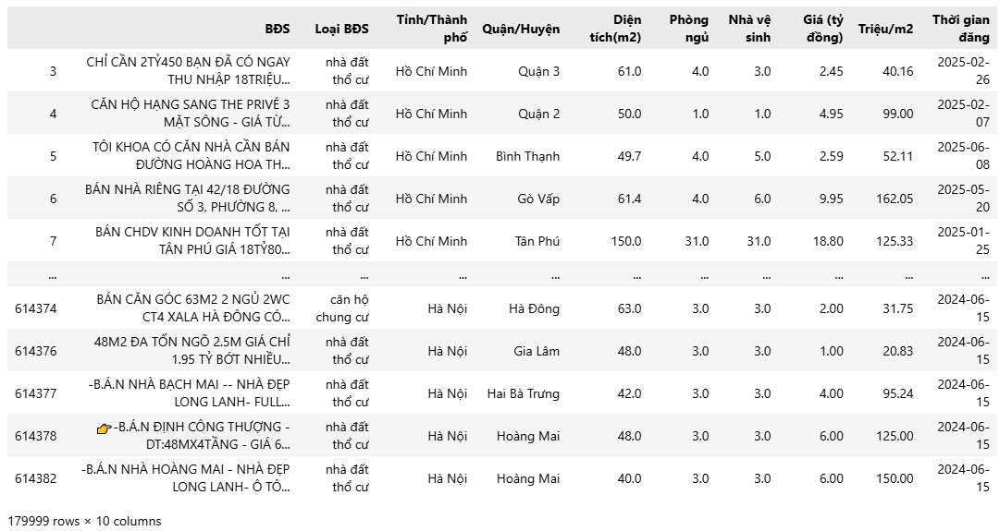 BĐS Loại BĐS Tỉnh/Thành phố Quận/Huyện Diện tích(m2) Phòng ngủ Nhà vệ sinh Giá (tỷ đồng) Triệu/m2 Thời gian đăng
3 CHỈ CẦN 2TỶ450 BẠN ĐÃ CÓ NGAY THU NHẬP 18TRIỆU... nhà đất thổ cư Hồ Chí Minh Quận 3 61.0 4.0 3.0 2.45 40.16 2025-02-26
4 CĂN HỘ HẠNG SANG THE PRIVÉ 3 MẶT SÔNG - GIÁ TỪ... nhà đất thổ cư Hồ Chí Minh Quận 2 50.0 1.0 1.0 4.95 99.00 2025-02-07
5 TÔI KHOA CÓ CĂN NHÀ CẦN BÁN ĐƯỜNG HOÀNG HOA TH... nhà đất thổ cư Hồ Chí Minh Bình Thạnh 49.7 4.0 5.0 2.59 52.11 2025-06-08
6 BÁN NHÀ RIÊNG TẠI 42/18 ĐƯỜNG SỐ 3, PHƯỜNG 8, ... nhà đất thổ cư Hồ Chí Minh Gò Vấp 61.4 4.0 6.0 9.95 162.05 2025-05-20
7 BÁN CHDV KINH DOANH TỐT TẠI TÂN PHÚ GIÁ 18TỶ80... nhà đất thổ cư Hồ Chí Minh Tân Phú 150.0 31.0 31.0 18.80 125.33 2025-01-25
... ... ... ... ... ... ... ... ... ... ...
614374 BÁN CĂN GÓC 63M2 2 NGỦ 2WC CT4 XALA HÀ ĐÔNG CÓ... căn hộ chung cư Hà Nội Hà Đông 63.0 3.0 3.0 2.00 31.75 2024-06-15
614376 48M2 ĐA TỐN NGÕ 2.5M GIÁ CHỈ 1.95 TỶ BỚT NHIỀU... nhà đất thổ cư Hà Nội Gia Lâm 48.0 3.0 3.0 1.00 20.83 2024-06-15
614377 -B.Á.N NHÀ BẠCH MAI -- NHÀ ĐẸP LONG LANH- FULL... nhà đất thổ cư Hà Nội Hai Bà Trưng 42.0 3.0 3.0 4.00 95.24 2024-06-15
614378 👉-B.Á.N ĐỊNH CÔNG THƯỢNG - DT:48MX4TẦNG - GIÁ 6... nhà đất thổ cư Hà Nội Hoàng Mai 48.0 3.0 3.0 6.00 125.00 2024-06-15
614382 -B.Á.N NHÀ HOÀNG MAI - NHÀ ĐẸP LONG LANH- Ô TÔ... nhà đất thổ cư Hà Nội Hoàng Mai 40.0 3.0 3.0 6.00 150.00 2024-06-15
179999 rows × 10 columns